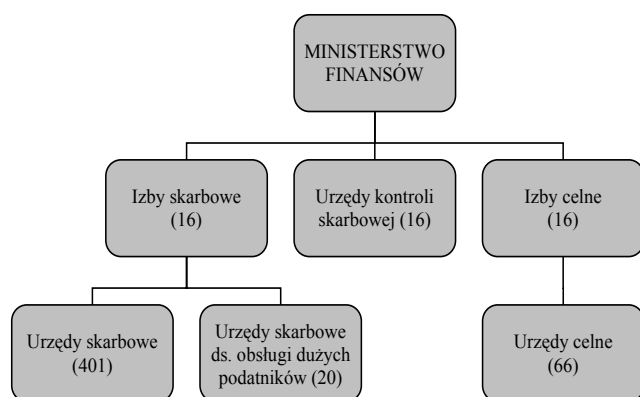 MINISTERSTWO
FINANSÓW
Izby skarbowe
(16)
Urzędy kontroli
skarbowej (16)
Izby celne
(16)
Urzędy skarbowe
(401)
Urzędy skarbowe
ds. obsługi dużych
podatników (20)
Urzędy celne
(66)